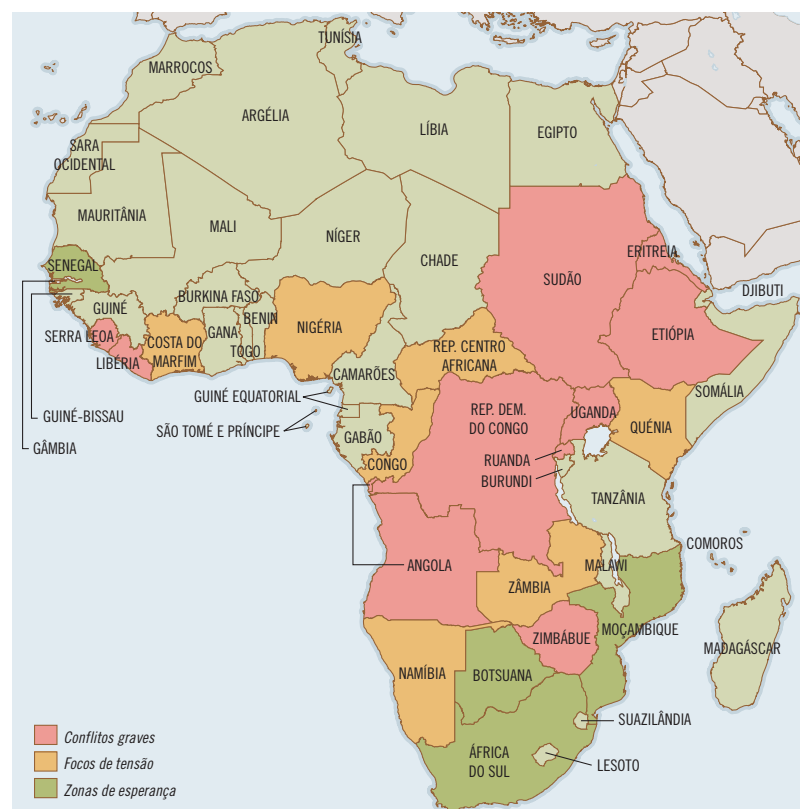 TUNÍSIA
MARROCOS
ARGÉLIA
LÍBIA
EGIPTO
SARA
OCIDENTAL
MAURITÂNIA
MALI
NÍGER
CHADE
SUDÃO
ERITREIA
SENEGAL
DJIBUTI
BURKINA FASO
GUINÉ
BENIN
NIGÉRIA
GANA
TOGO
COSTA DO
MARFIM
SERRA LEOA
LIBÉRIA
ETIÓPIA
REP. CENTRO
AFRICANA
CAMARÕES
SOMÁLIA
GUINÉ EQUATORIAL
GUINÉ-BISSAU
SÃO TOMÉ E PRÍNCIPE
GÂMBIA
REP. DEM.
DO CONGO
UGANDA
QUÉNIA
GABÃO
CONGO
RUANDA
BURUNDI
TANZÂNIA
COMOROS
ANGOLA
MALAWI
ZÂMBIA
MOÇAMBIQUE
ZIMBÁBUE
MADAGÁSCAR
NAMÍBIA
BOTSUANA
SUAZILÂNDIA
ÁFRICA
DO SUL
LESOTO
Conflitos graves
Focos de tensão
Zonas de esperança